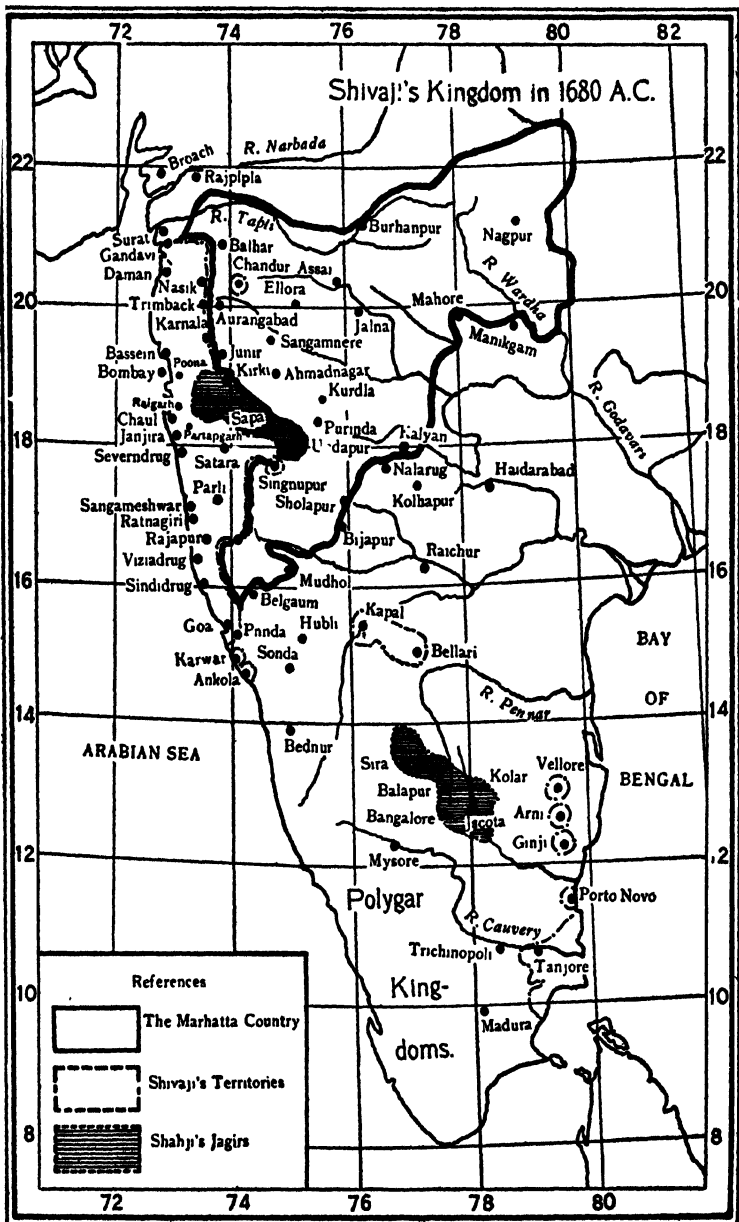 72 74 76 78 80 82
Shivaji's Kingdom in 1680 A.C.
R. Narbada
Broach
Rajpipla
22 22
R. Tapti
Burhanpur
Nagpur
Surat
Balhar
Gandavi
Chandur Assai
Daman
Nasik
Ellora
R. Wardha
20 20
Trimback
Mahore
Karnala
Aurangabad
Jalna
Manikgam
Sangamnere
Bassein
Junir
Poona
Bombay
Kirki
Ahmadnagar
Kurdla
R. Godavari
Raigarh
Chaul
Sapa
Purinda
Janjira
Partapgarh
Kalyan
18 18
Severndrug
Satara
Nalarug
Haidarabad
Singnupur
Parli
Kolhapur
Sholapur
Sangameshwar
Ratnagiri
Rajapur
Bijapur
Raichur
Viziadrug
16 16
Sindidrug
Mudhol
Belgaum
Kapal
Goa
Hubli
BAY
Ponda
Karwar
Sonda
Bellari
Ankola
OF
R. Pennar
14 14
Bednur
ARABIAN SEA
Sira
Kolar
Vellore
BENGAL
Balapur
Arni
Bangalore
Ginji
12 12
Mysore
Polygar
Porto Novo
R. Cauvery
Trichinopoli
Tanjore
References
King-
10 10
The Marhatta Country
Madura
doms.
Shivaji's Territories
8 8
Shahji's Jagirs
72 74 76 78 80